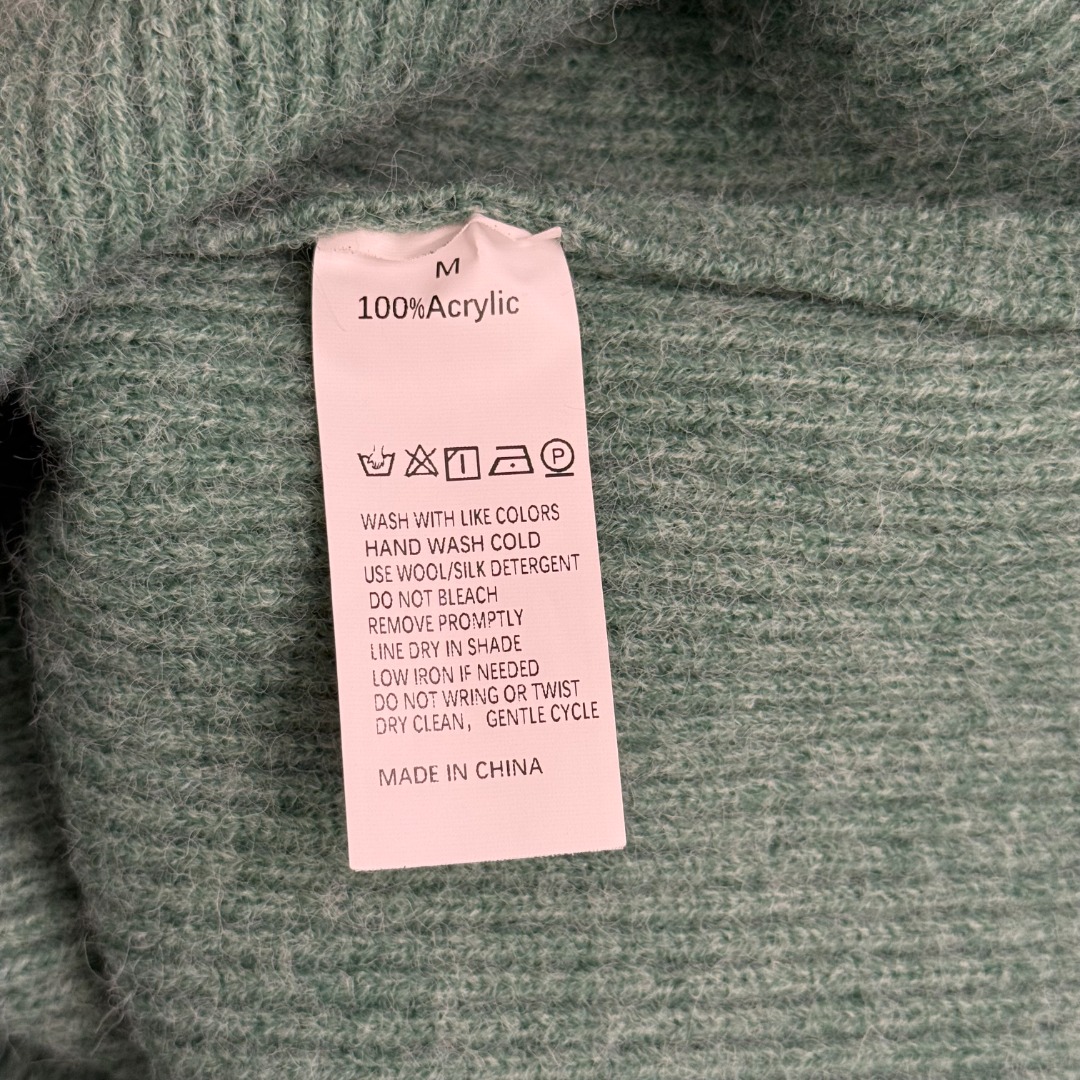 M
100%Acrylic
P
WASH WITH LIKE COLORS
HAND WASH COLD
USE WOOL/SILK DETERGENT
DO NOT BLEACH
REMOVE PROMPTLY
LINE DRY IN SHADE
LOW IRON IF NEEDED
DO NOT WRING OR TWIST
DRY CLEAN, GENTLE CYCLE
MADE IN CHINA